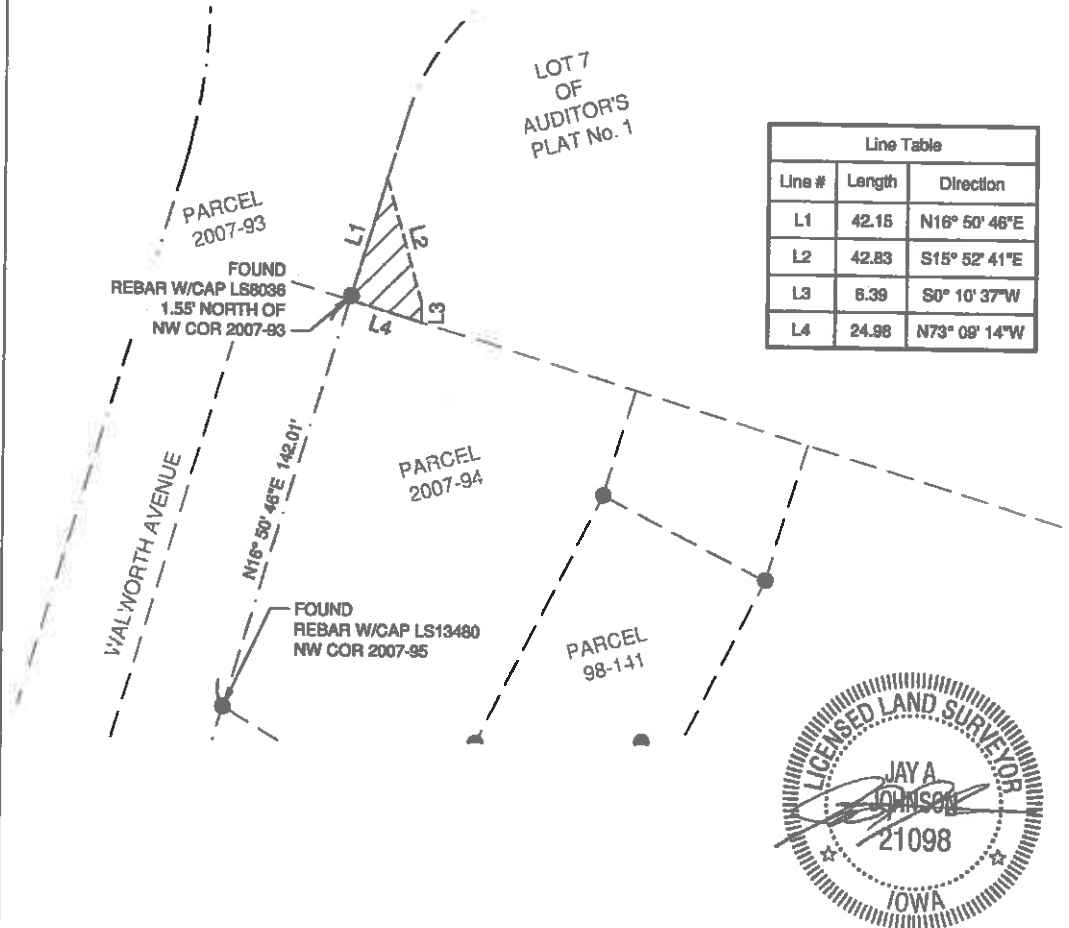 LOT 7
OF
AUDITOR'S
PLAT No. 1
Line Table
Line # Length Direction
L1 42.15 N16° 50' 46"E
L2 42.83 S15° 52' 41"E
L3 6.39 S0° 10' 37"W
L4 24.98 N73° 09' 14"W
PARCEL
2007-93
L1
L2
L3
L4
FOUND
REBAR W/CAP LS8036
1.55' NORTH OF
NW COR 2007-93
WALWORTH AVENUE
N16° 50' 46"E 142.01'
PARCEL
2007-94
FOUND
REBAR W/CAP LS13480
NW COR 2007-95
PARCEL
98-141
LICENSED LAND SURVEYOR
JAY A.
JOHNSON
21098
IOWA